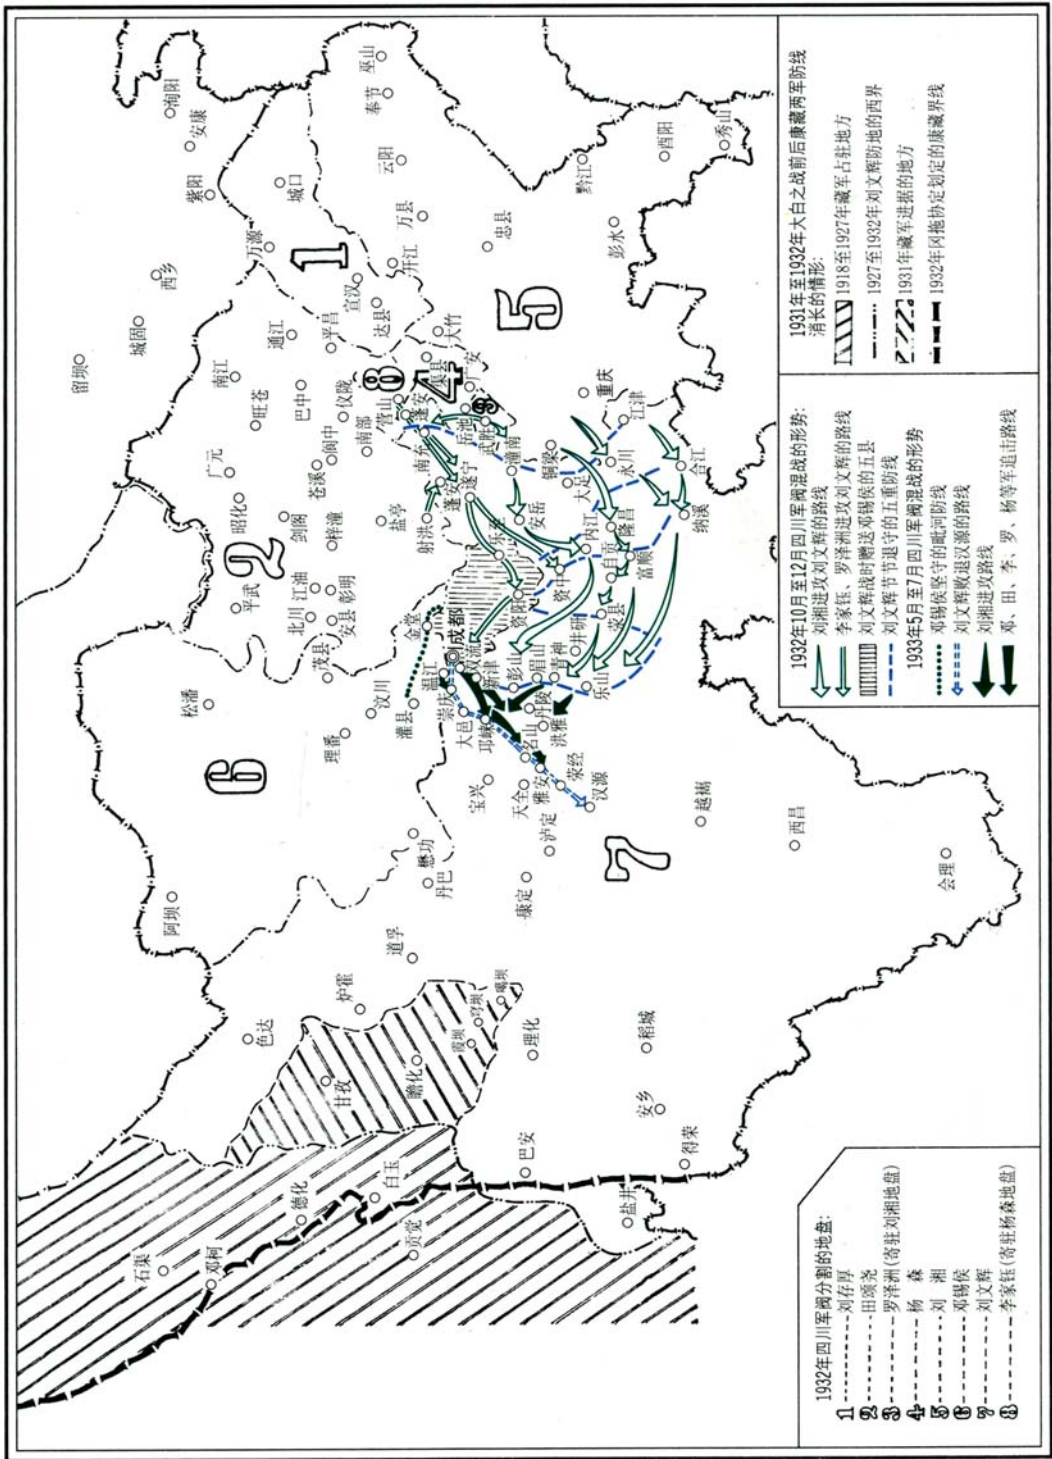 留坝
城固
西乡
洵阳
安康
紫阳
万源
城口
巫山
奉节
云阳
万县
开江
宣汉
达县
忠县
黔江
酉阳
秀山
彭水
南江
通江
平昌
大竹
渠县
广安
广元
旺苍
巴中
仪陇
营山
蓬安
岳池
武胜
重庆
昭化
苍溪
阆中
南部
南充
潼南
铜梁
江津
剑阁
梓潼
盐亭
射洪
蓬安
遂宁
安岳
大足
永川
合江
平武
江油
彰明
北川
安县
乐至
内江
隆昌
纳溪
茂县
金堂
成都
资阳
资中
自贡
富顺
荣县
井研
松潘
汶川
理番
灌县
温江
双流
崇庆
新津
彭山
眉山
青神
乐山
大邑
邛崃
丹陵
洪雅
名山
宝兴
天全
雅安
荥经
汉源
泸定
越嶲
西昌
会理
阿坝
懋功
丹巴
康定
道孚
色达
炉霍
甘孜
瞻化
霞坝
穹坝
噶坝
理化
稻城
安乡
得荣
巴安
盐井
石渠
邓柯
德化
白玉
贡觉
1
2
3
4
5
6
7
8
1932年四川军阀分割的地盘:
1 刘存厚
2 田颂尧
3 罗泽洲(寄驻刘湘地盘)
4 杨 森
5 刘 湘
6 邓锡侯
7 刘文辉
8 李家钰(寄驻杨森地盘)
1932年10月至12月四川军阀混战的形势:
刘湘进攻刘文辉的路线
李家钰、罗泽洲进攻刘文辉的路线
刘文辉战时赠送邓锡侯的五县
刘文辉节节退守的五重防线
1933年5月至7月四川军阀混战的形势
邓锡侯坚守的毗河防线
刘文辉败退汉源的路线
刘湘进攻路线
邓、田、李、罗、杨等军追击路线
1931年至1932年大白之战前后康藏两军防线
消长的情形:
1918至1927年藏军占驻地方
1927至1932年刘文辉防地的西界
1931年藏军进据的地方
1932年冈拖协定划定的康藏界线